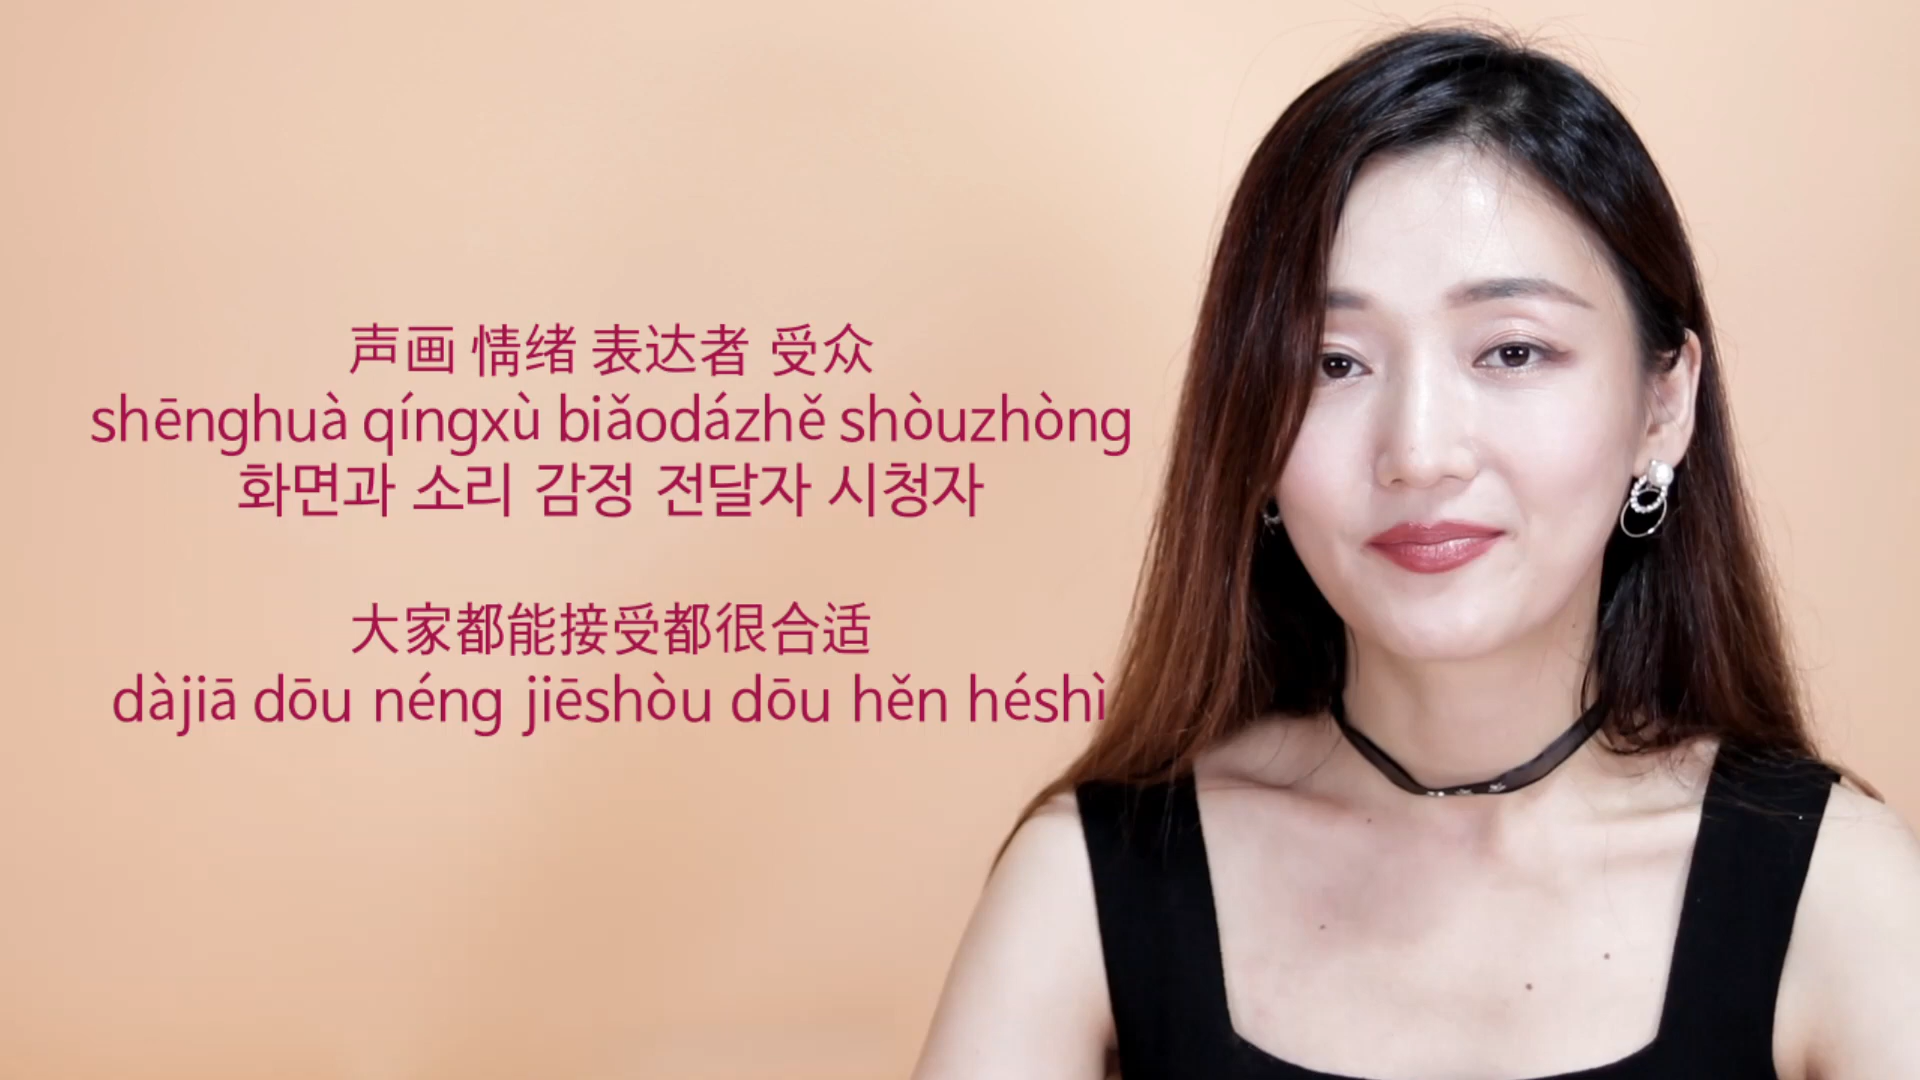 声画 情绪 表达者 受众
shēnghuà qíngxù biǎodázhě shòuzhòng
화면과 소리 감정 전달자 시청자
大家都能接受都很合适
dàjiā dōu néng jiēshòu dōu hěn héshì